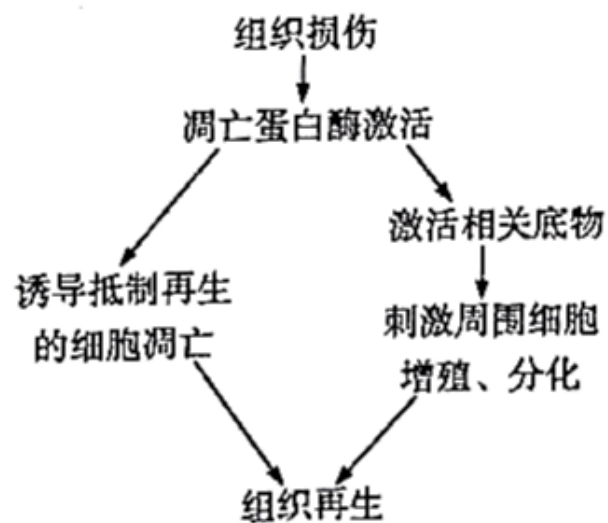 组织损伤
凋亡蛋白酶激活
激活相关底物
诱导抵制再生
的细胞凋亡
刺激周围细胞
增殖、分化
组织再生